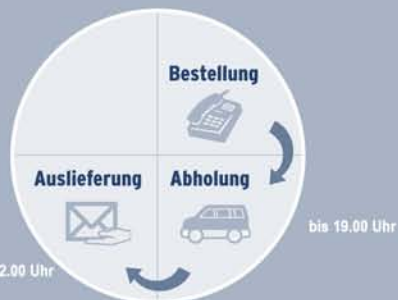 Bestellung
Auslieferung
Abholung
bis 19.00 Uhr
2.00 Uhr